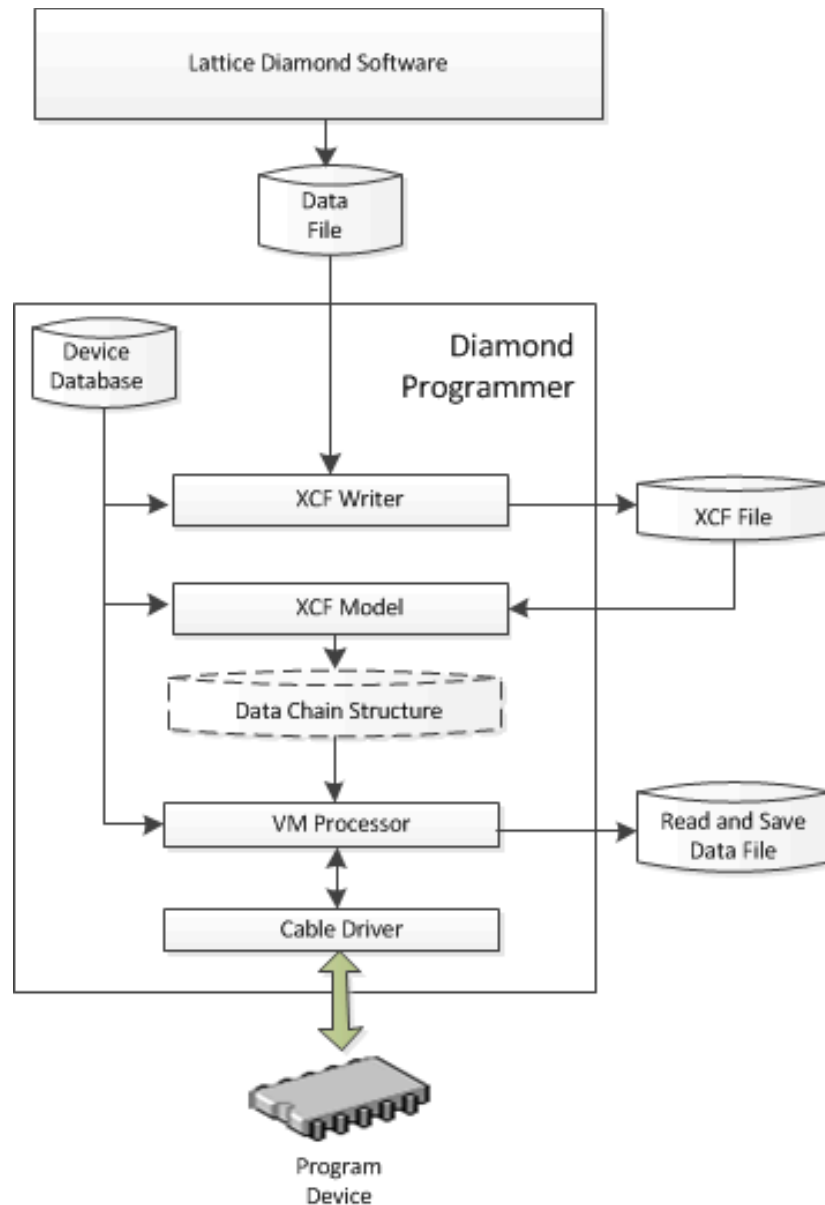 Lattice Diamond Software
Data
File
Device
Database
Diamond
Programmer
XCF Writer
XCF File
XCF Model
Data Chain Structure
VM Processor
Read and Save
Data File
Cable Driver
Program
Device